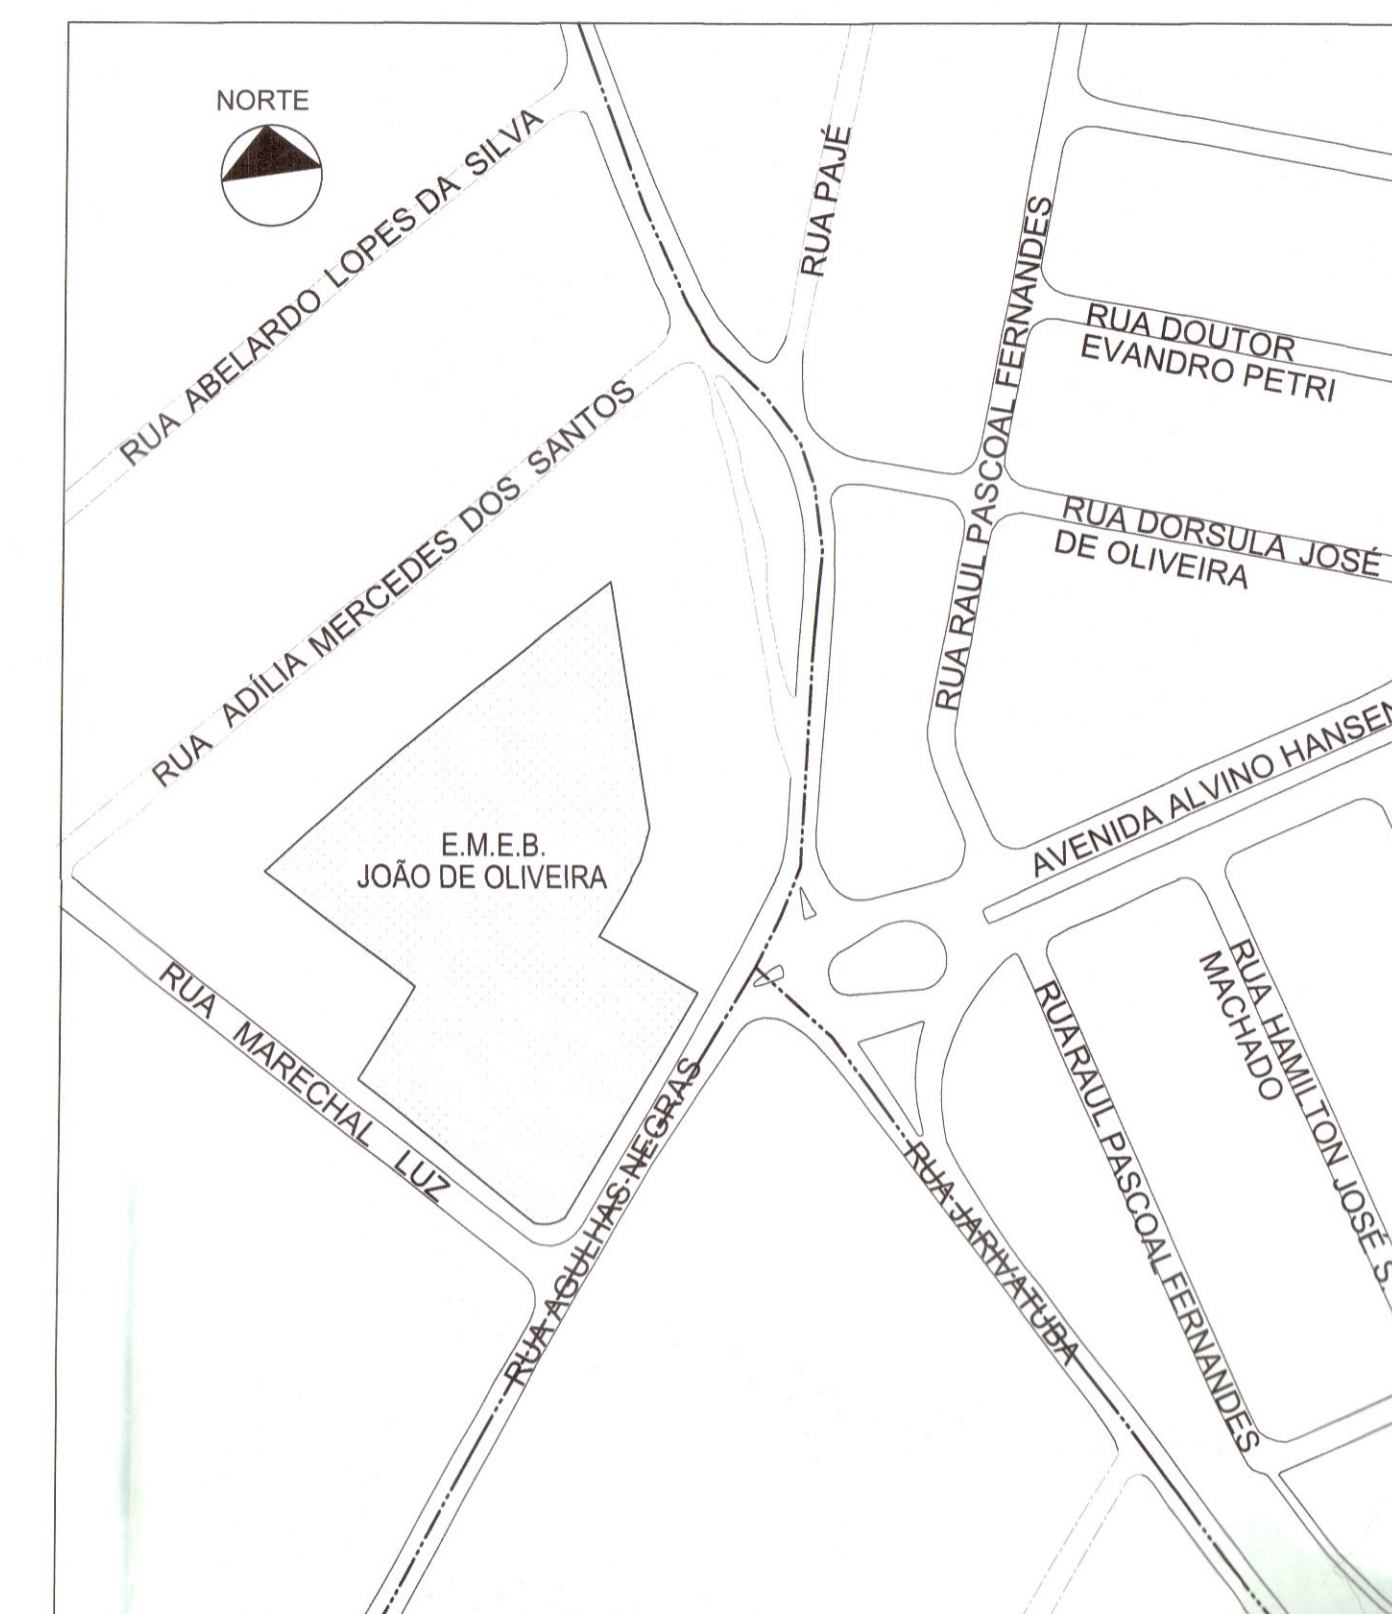 NORTE
RUA ABELARDO LOPES DA SILVA
RUA PAJÉ
RUA RAUL PASCOAL FERNANDES
RUA DOUTOR
EVANDRO PETRI
RUA ADÍLIA MERCEDES DOS SANTOS
RUA DORSULA JOSÉ
DE OLIVEIRA
AVENIDA ALVINO HANSEN
E.M.E.B.
JOÃO DE OLIVEIRA
RUA MARECHAL LUZ
RUA AGULHAS NEGRAS
RUA JARIVATUBA
RUA RAUL PASCOAL FERNANDES
RUA HAMILTON JOSÉ S.
MACHADO